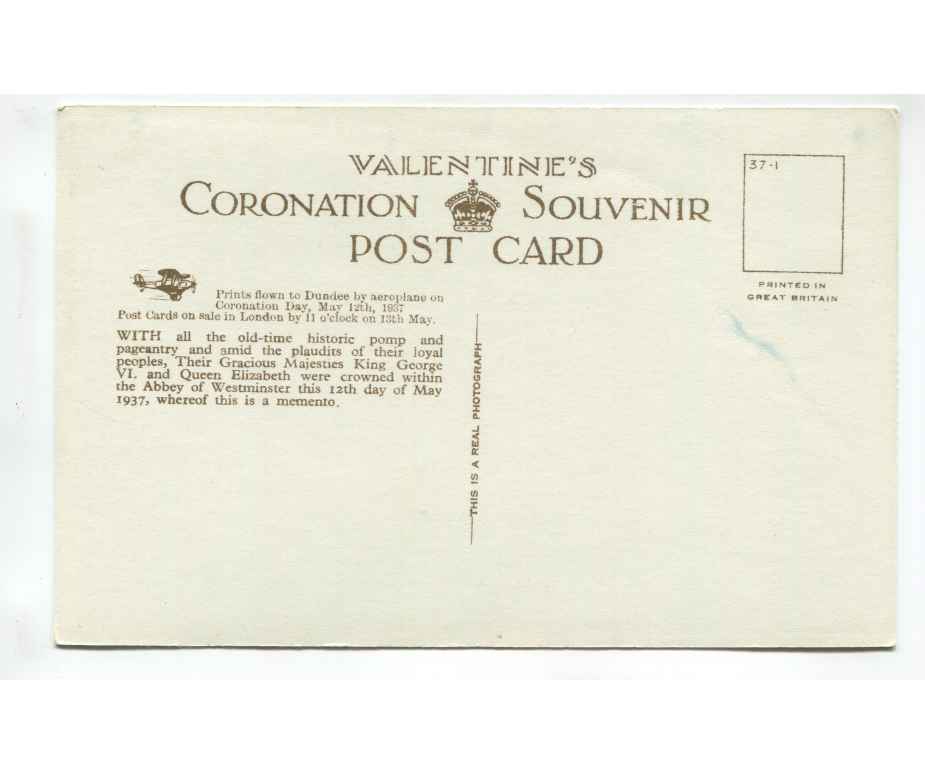 VALENTINE'S
CORONATION SOUVENIR
POST CARD
37-1
PRINTED IN
GREAT BRITAIN
Prints flown to Dundee by aeroplane on
Coronation Day, May 12th, 1937
Post Cards on sale in London by 11 o'clock on 13th May.
WITH all the old-time historic pomp and
pageantry and amid the plaudits of their loyal
peoples, Their Gracious Majesties King George
VI. and Queen Elizabeth were crowned within
the Abbey of Westminster this 12th day of May
1937, whereof this is a memento.
THIS IS A REAL PHOTOGRAPH